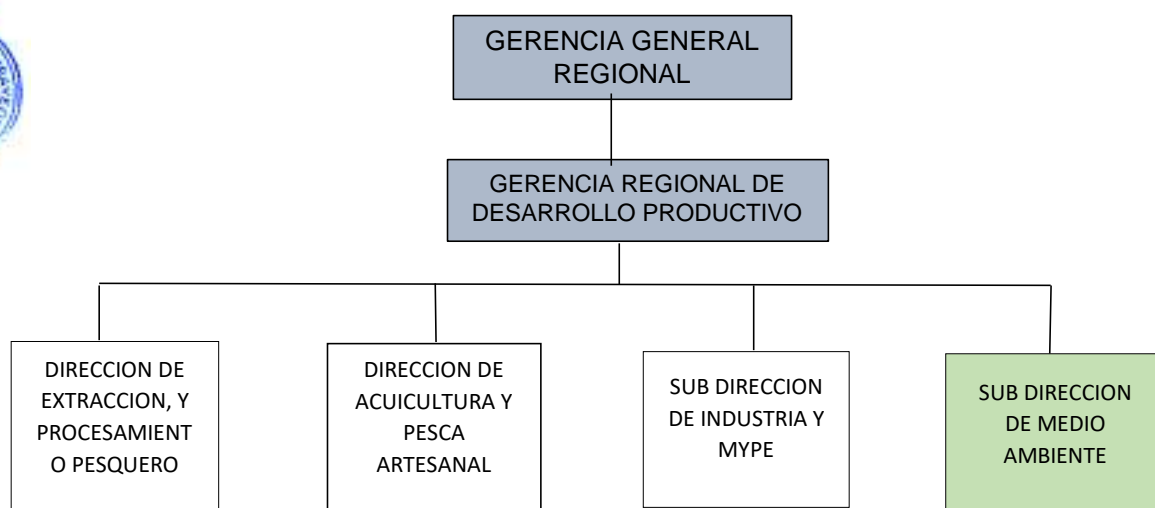 GERENCIA GENERAL
REGIONAL
GERENCIA REGIONAL DE
DESARROLLO PRODUCTIVO
DIRECCION DE
EXTRACCION, Y
PROCESAMIENT
O PESQUERO
DIRECCION DE
ACUICULTURA Y
PESCA
ARTESANAL
SUB DIRECCION
DE INDUSTRIA Y
MYPE
SUB DIRECCION
DE MEDIO
AMBIENTE